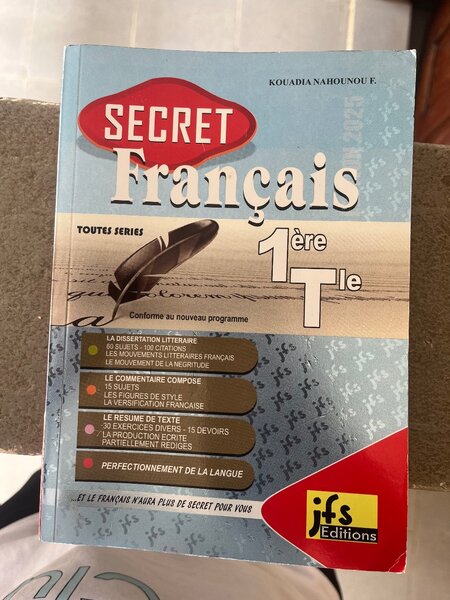 KOUADIA NAHOUNOU F.
SECRET
Français
TOUTES SERIES
1ère
Tle
Conforme au nouveau programme
LA DISSERTATION LITTERAIRE
60 SUJETS - 100 CITATIONS
LES MOUVEMENTS LITTERAIRES FRANÇAIS
LE MOUVEMENT DE LA NEGRITUDE
LE COMMENTAIRE COMPOSE
15 SUJETS
LES FIGURES DE STYLE
LA VERSIFICATION FRANCAISE
LE RESUME DE TEXTE
30 EXERCICES DIVERS - 15 DEVOIRS
LA PRODUCTION ECRITE
PARTIELLEMENT REDIGES
PERFECTIONNEMENT DE LA LANGUE
...ET LE FRANÇAIS N'AURA PLUS DE SECRET POUR VOUS
jfs
Editions